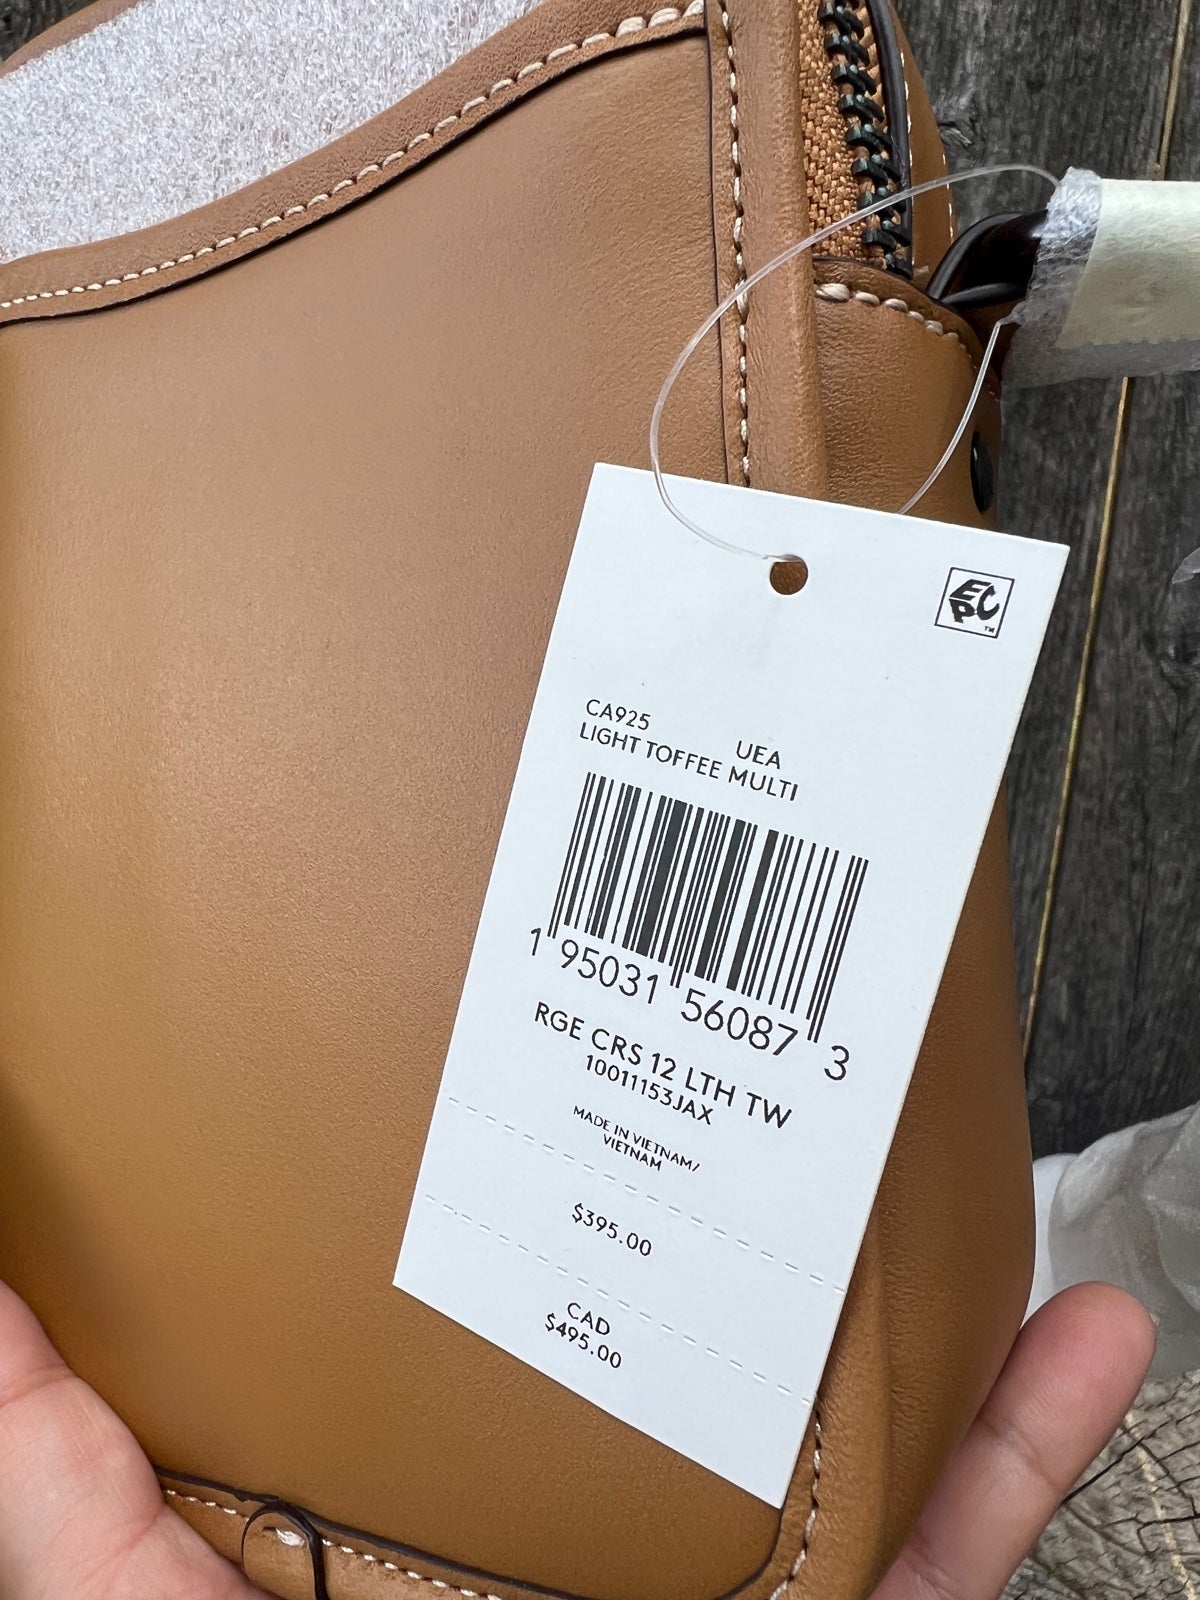 EPC
TM
CA925 UEA
LIGHT TOFFEE MULTI
1 95031 56087 3
RGE CRS 12 LTH TW
10011153JAX
MADE IN VIETNAM/
VIETNAM
$395.00
CAD
$495.00